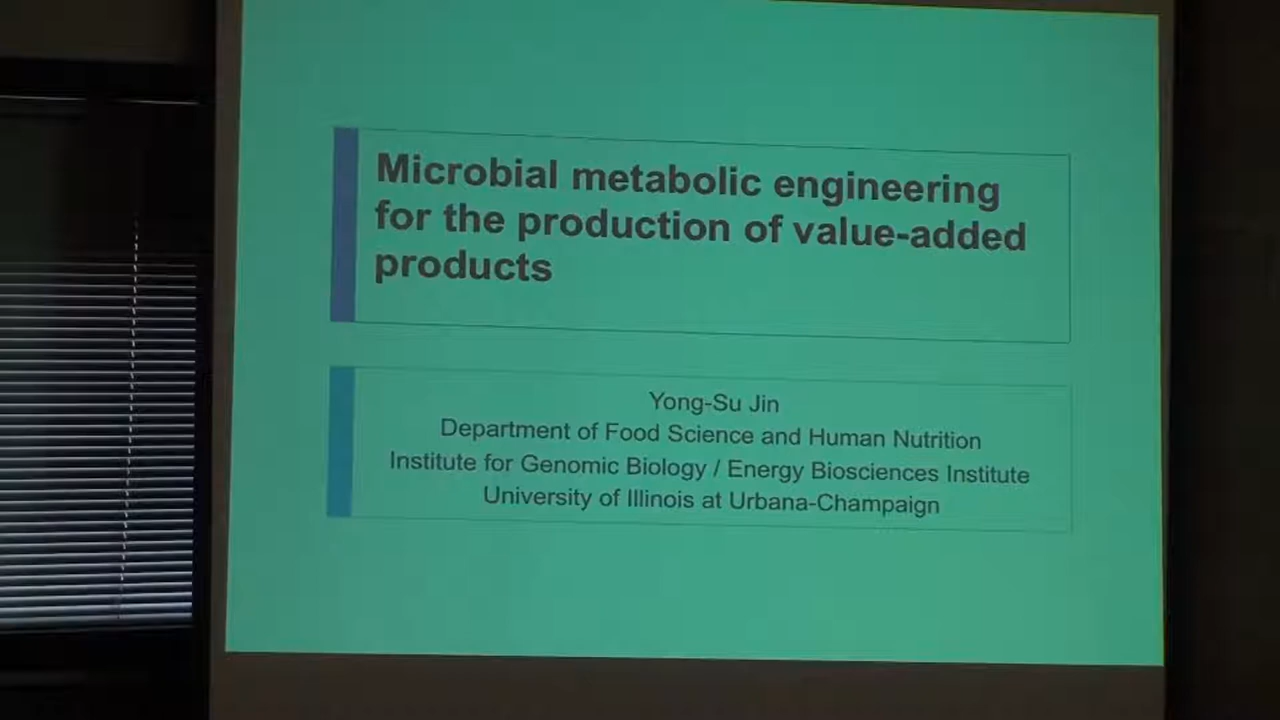 Microbial metabolic engineering
for the production of value-added
products
Yong-Su Jin
Department of Food Science and Human Nutrition
Institute for Genomic Biology / Energy Biosciences Institute
University of Illinois at Urbana-Champaign